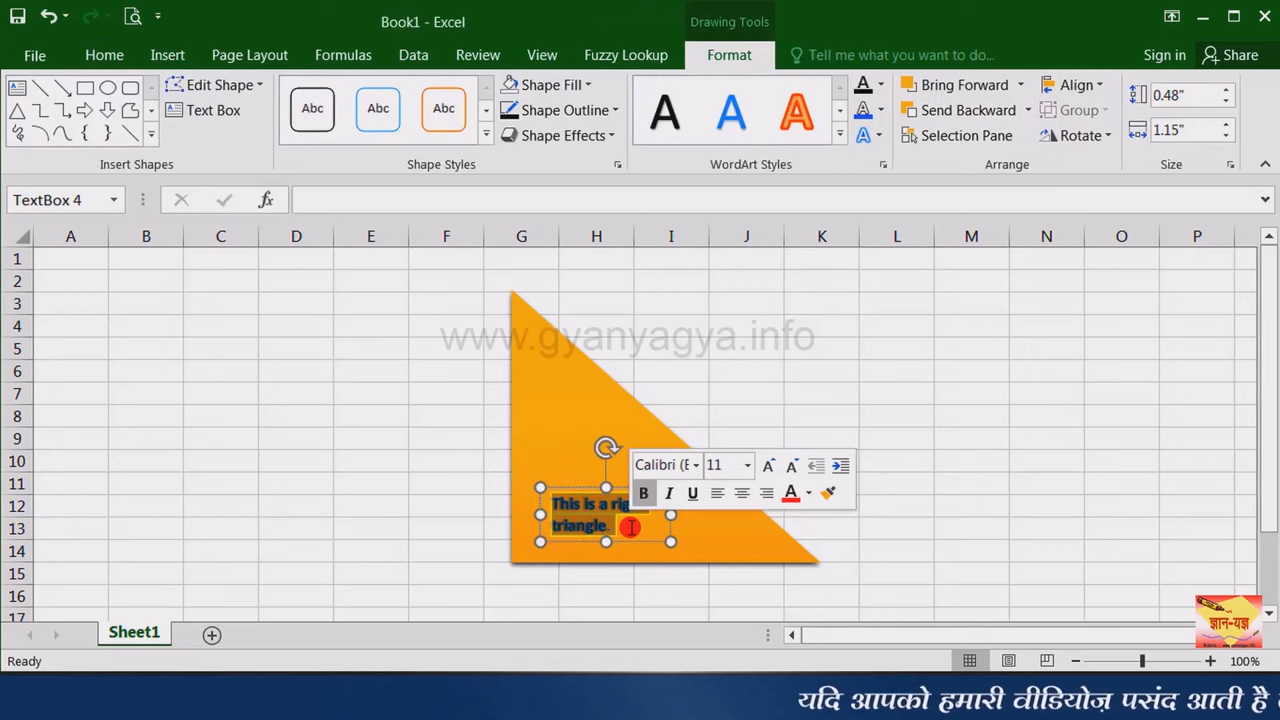 Book1 - Excel
Drawing Tools
File Home Insert Page Layout Formulas Data Review View Fuzzy Lookup Format Tell me what you want to do... Sign in Share
Edit Shape
Text Box
Insert Shapes
Abc Abc Abc
Shape Fill
Shape Outline
Shape Effects
Shape Styles
A A A
WordArt Styles
Bring Forward
Send Backward
Selection Pane
Align
Group
Rotate
Arrange
0.48"
1.15"
Size
TextBox 4
fx
A B C D E F G H I J K L M N O P
1
2
3
4
5
6
7
8
9
10
11
12
13
14
15
16
17
www.gyanyagya.info
Calibri (E 11
B I U A
This is a rig
triangle.
Sheet1
ज्ञान-यज्ञ
Ready
100%
यदि आपको हमारी वीडियोज़ पसंद आती है